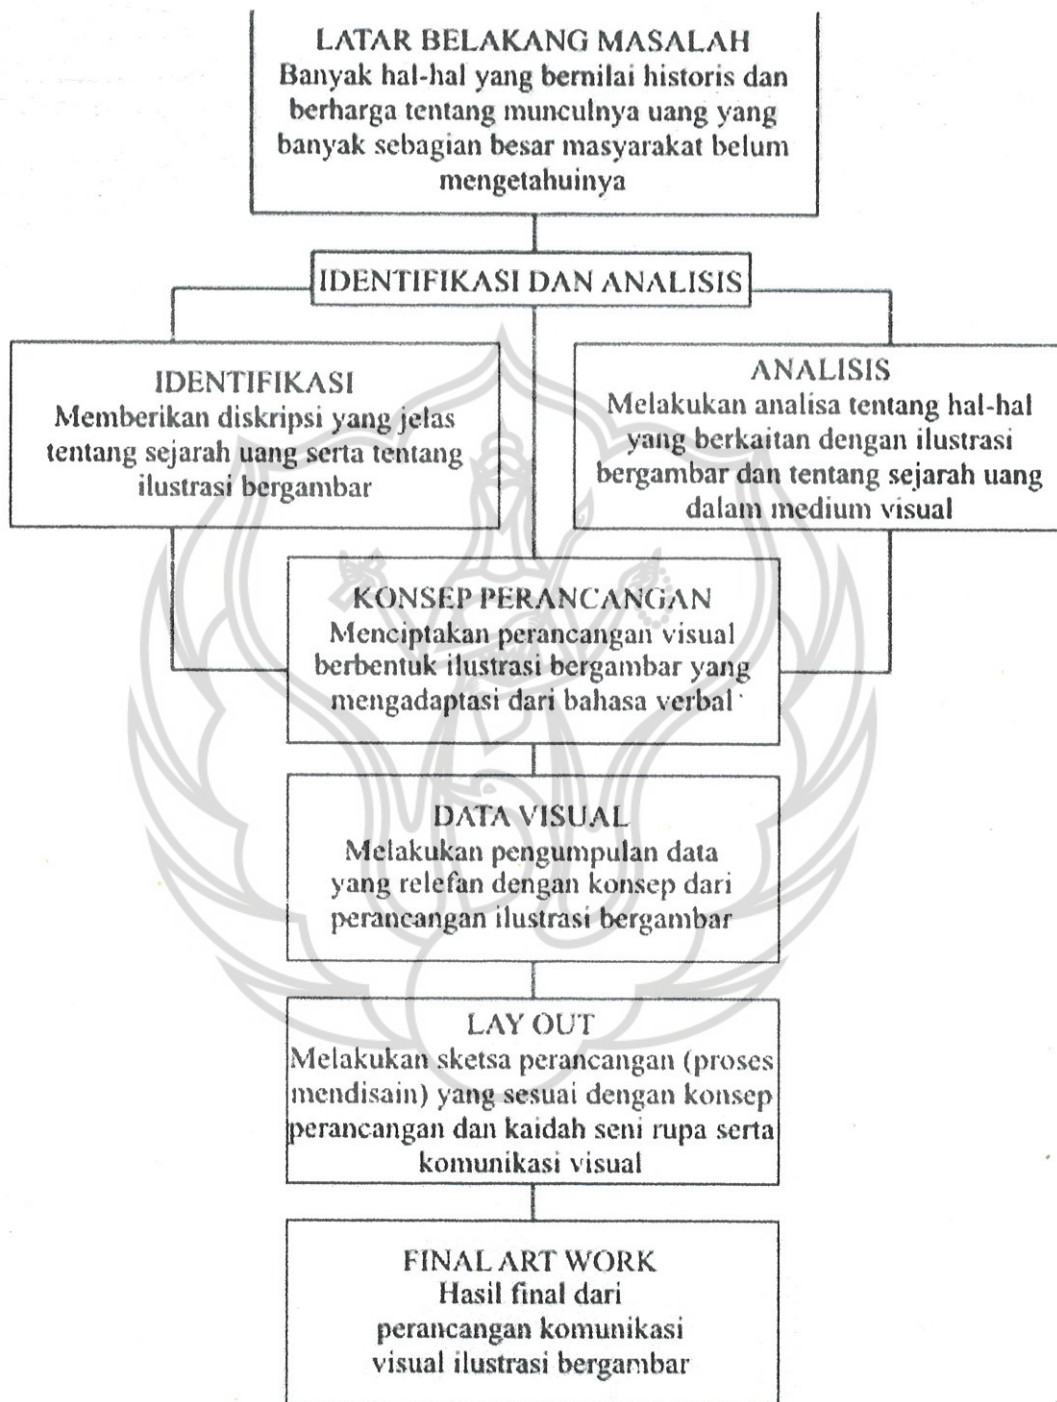 LATAR BELAKANG MASALAH
Banyak hal-hal yang bernilai historis dan
berharga tentang munculnya uang yang
banyak sebagian besar masyarakat belum
mengetahuinya
IDENTIFIKASI DAN ANALISIS
IDENTIFIKASI
Memberikan diskripsi yang jelas
tentang sejarah uang serta tentang
ilustrasi bergambar
ANALISIS
Melakukan analisa tentang hal-hal
yang berkaitan dengan ilustrasi
bergambar dan tentang sejarah uang
dalam medium visual
KONSEP PERANCANGAN
Menciptakan perancangan visual
berbentuk ilustrasi bergambar yang
mengadaptasi dari bahasa verbal
DATA VISUAL
Melakukan pengumpulan data
yang relefan dengan konsep dari
perancangan ilustrasi bergambar
LAY OUT
Melakukan sketsa perancangan (proses
mendisain) yang sesuai dengan konsep
perancangan dan kaidah seni rupa serta
komunikasi visual
FINAL ART WORK
Hasil final dari
perancangan komunikasi
visual ilustrasi bergambar